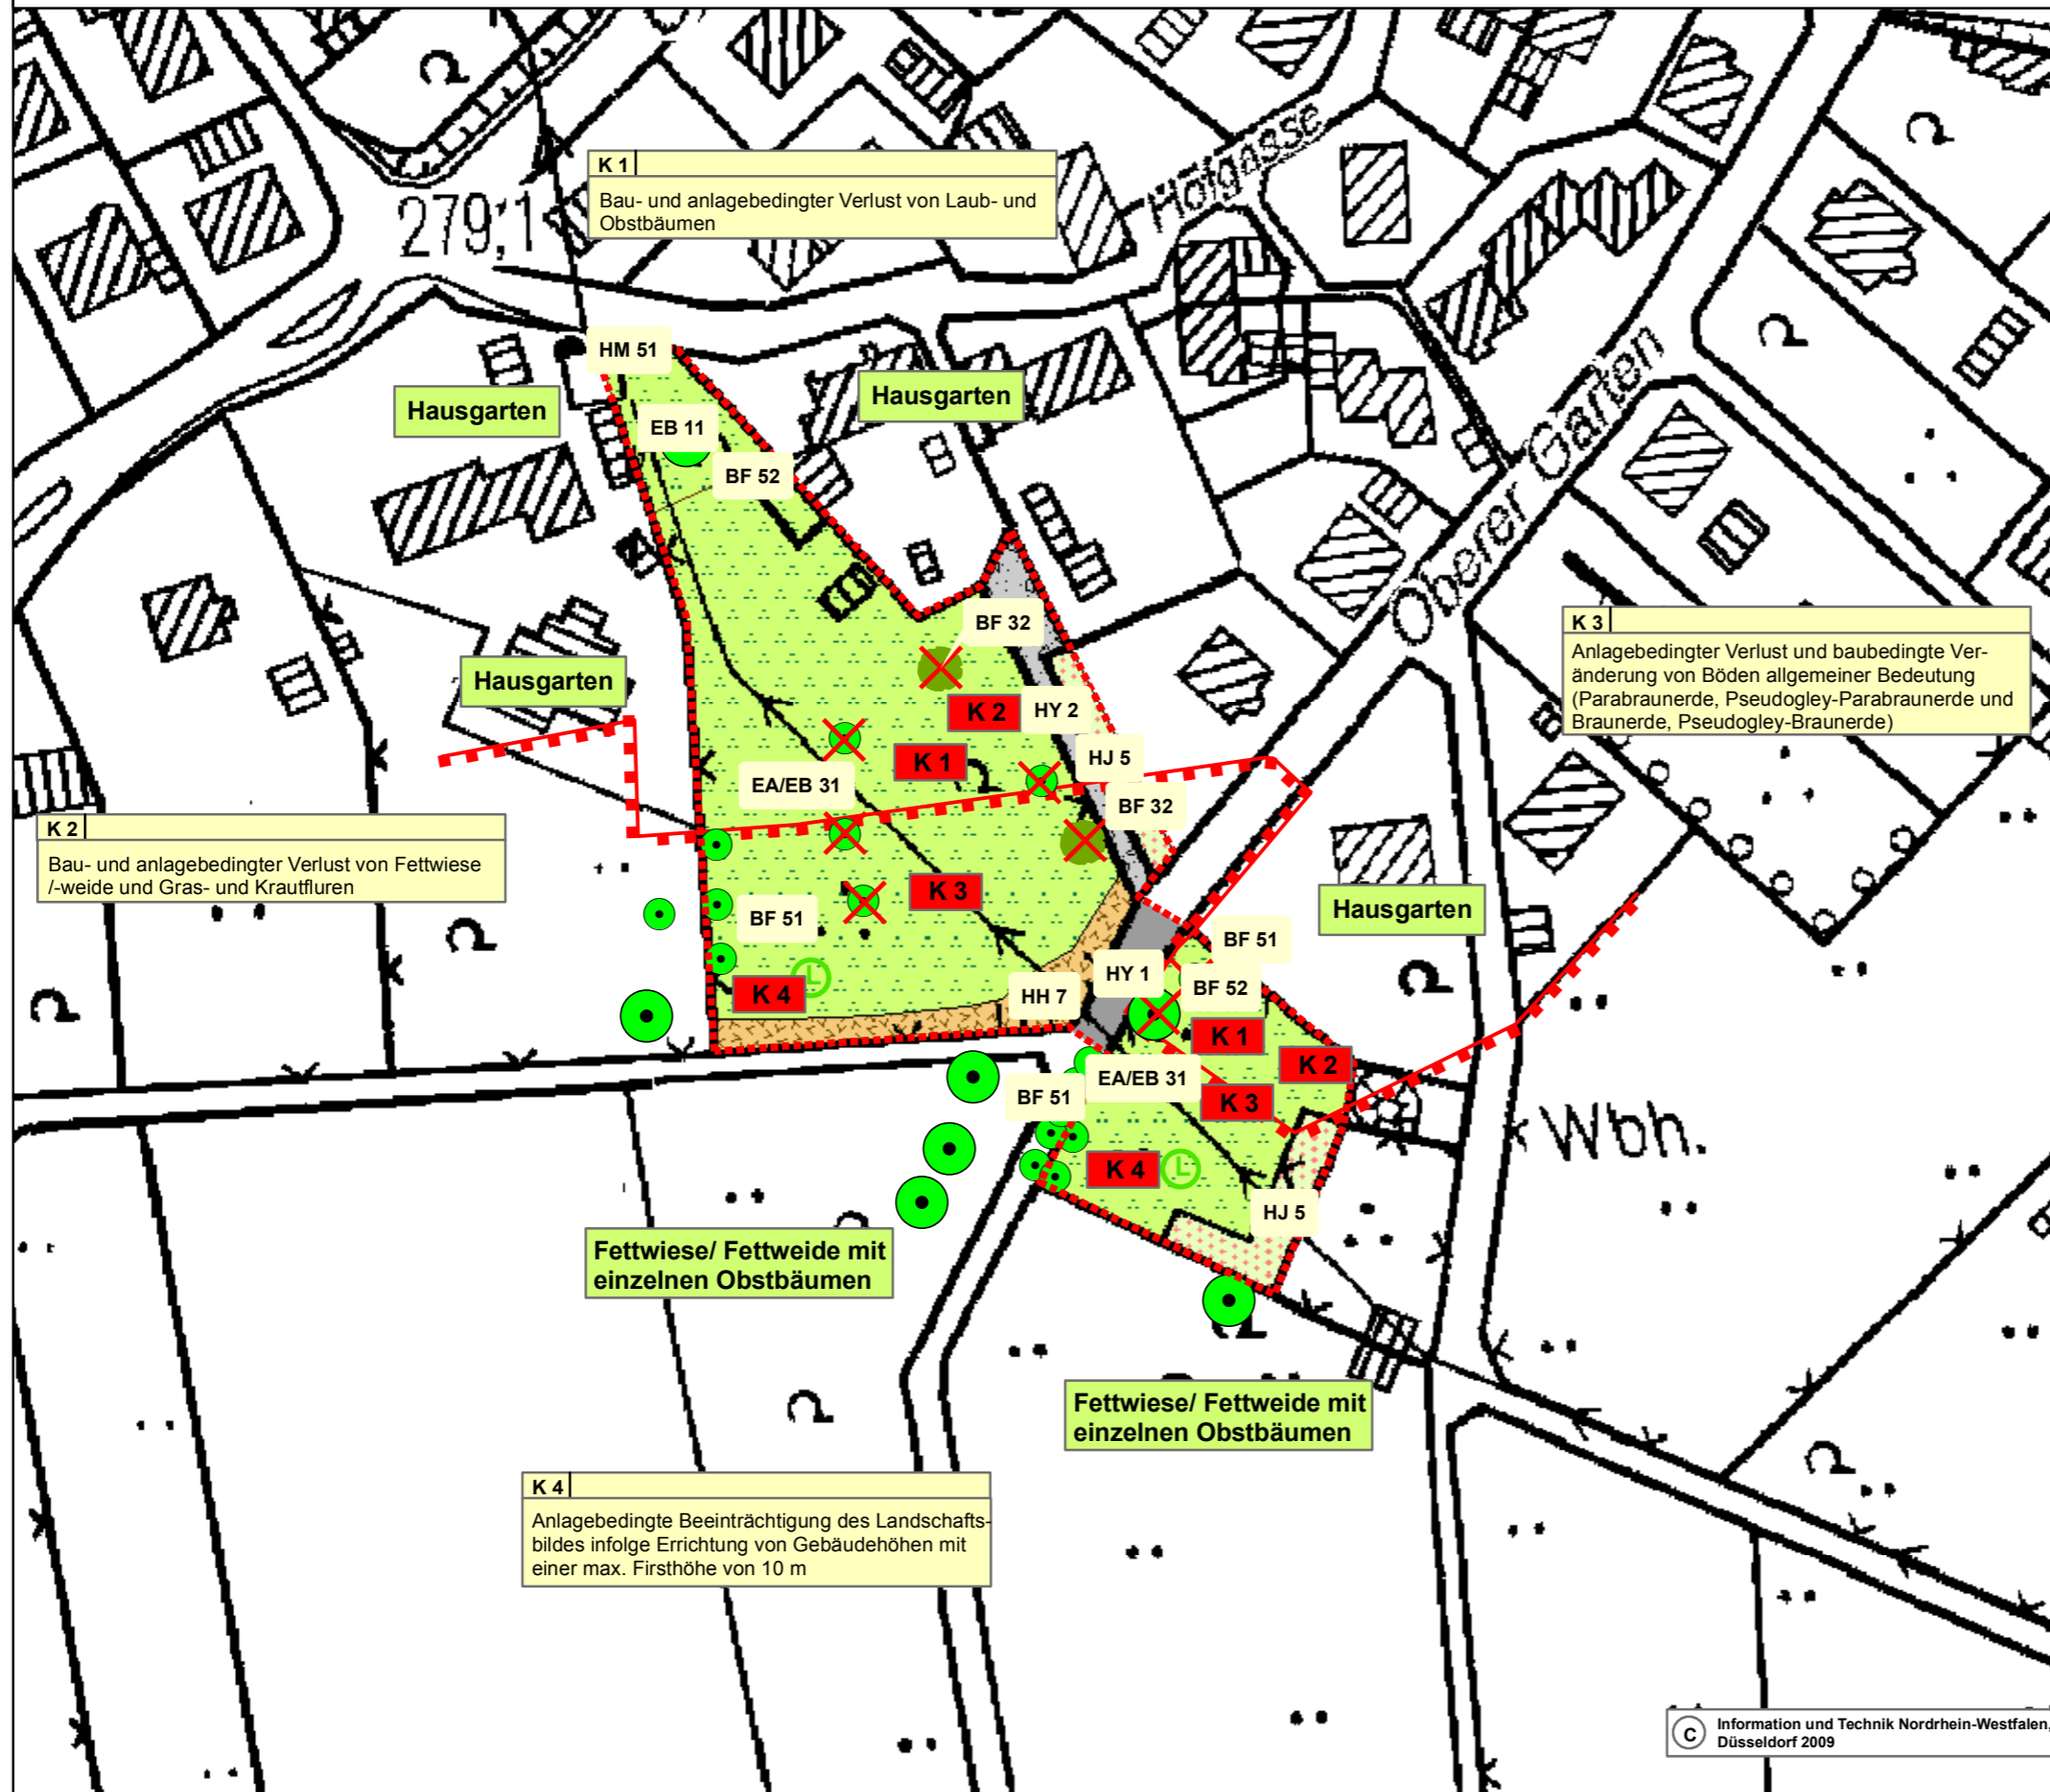 K 1
Bau- und anlagebedingter Verlust von Laub- und
Obstbäumen
279,1
Hofgasse
HM 51
Hausgarten
Hausgarten
EB 11
BF 52
Oberer Garten
BF 32
K 3
Anlagebedingter Verlust und baubedingte Ver-
änderung von Böden allgemeiner Bedeutung
(Parabraunerde, Pseudogley-Parabraunerde und
Braunerde, Pseudogley-Braunerde)
Hausgarten
K 2
HY 2
K 1
HJ 5
EA/EB 31
BF 32
K 2
Bau- und anlagebedingter Verlust von Fettwiese
/-weide und Gras- und Krautfluren
K 3
Hausgarten
BF 51
BF 51
HY 1
BF 52
L
K 4
HH 7
K 1
K 2
EA/EB 31
BF 51
K 3
Wbh.
K 4
L
HJ 5
Fettwiese/ Fettweide mit
einzelnen Obstbäumen
Fettwiese/ Fettweide mit
einzelnen Obstbäumen
K 4
Anlagebedingte Beeinträchtigung des Landschafts-
bildes infolge Errichtung von Gebäudehöhen mit
einer max. Firsthöhe von 10 m
C
Information und Technik Nordrhein-Westfalen,
Düsseldorf 2009